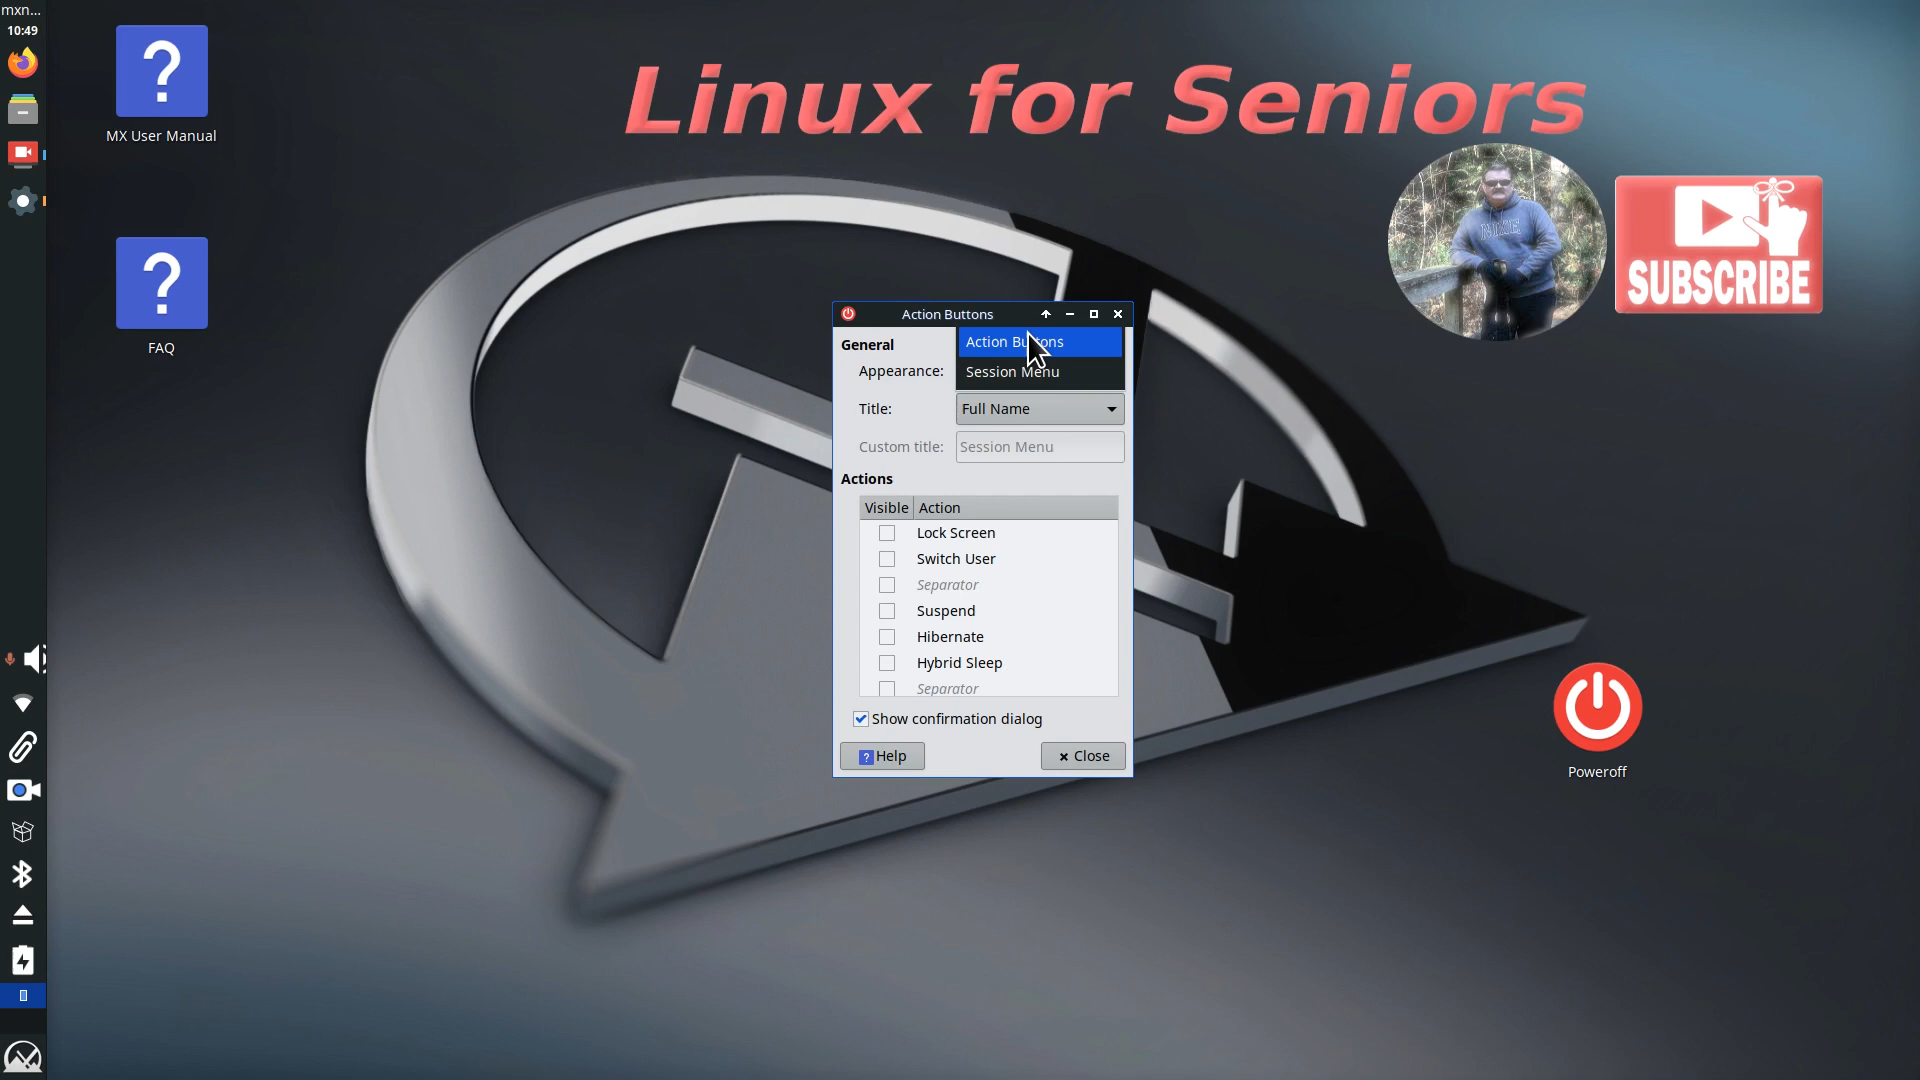 mxn...
10:49
MX User Manual
FAQ
Linux for Seniors
SUBSCRIBE
Action Buttons
General
Action Buttons
Appearance:
Session Menu
Title:
Full Name
Custom title:
Session Menu
Actions
Visible Action
Lock Screen
Switch User
Separator
Suspend
Hibernate
Hybrid Sleep
Separator
Show confirmation dialog
? Help
Close
Poweroff